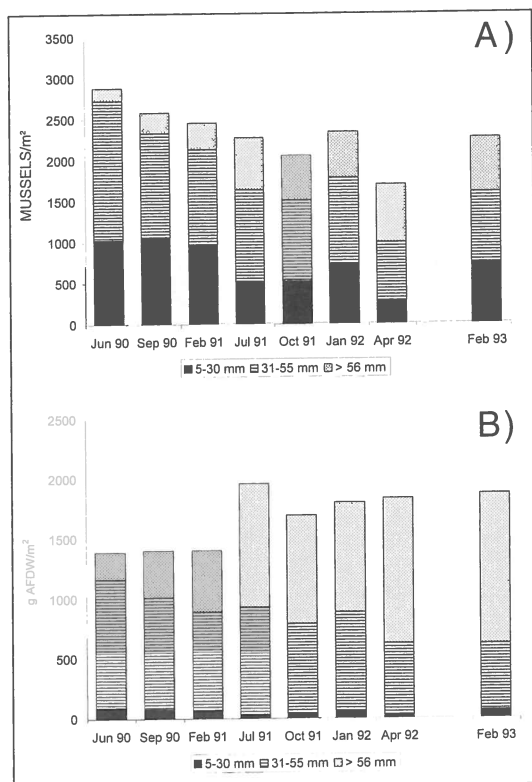 A)
MUSSELS/m²
3500
3000
2500
2000
1500
1000
500
0
Jun 90 Sep 90 Feb 91 Jul 91 Oct 91 Jan 92 Apr 92 Feb 93
5-30 mm 31-55 mm > 56 mm
B)
g AFDW/m²
2500
2000
1500
1000
500
0
Jun 90 Sep 90 Feb 91 Jul 91 Oct 91 Jan 92 Apr 92 Feb 93
5-30 mm 31-55 mm > 56 mm